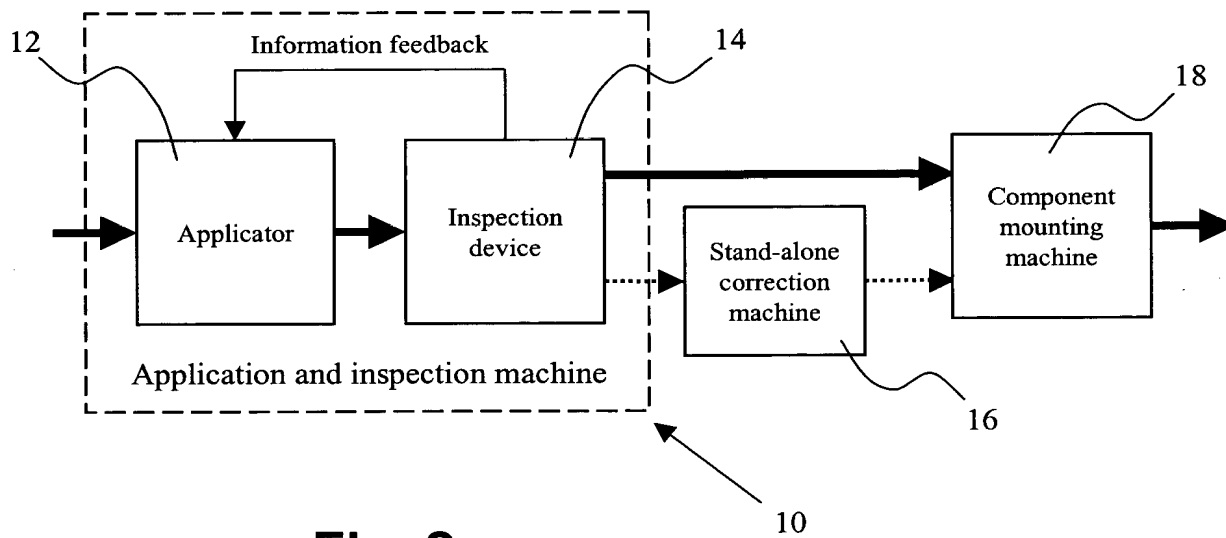 12
Information feedback
14
18
Applicator
Inspection
device
Stand-alone
correction
machine
Component
mounting
machine
Application and inspection machine
16
10